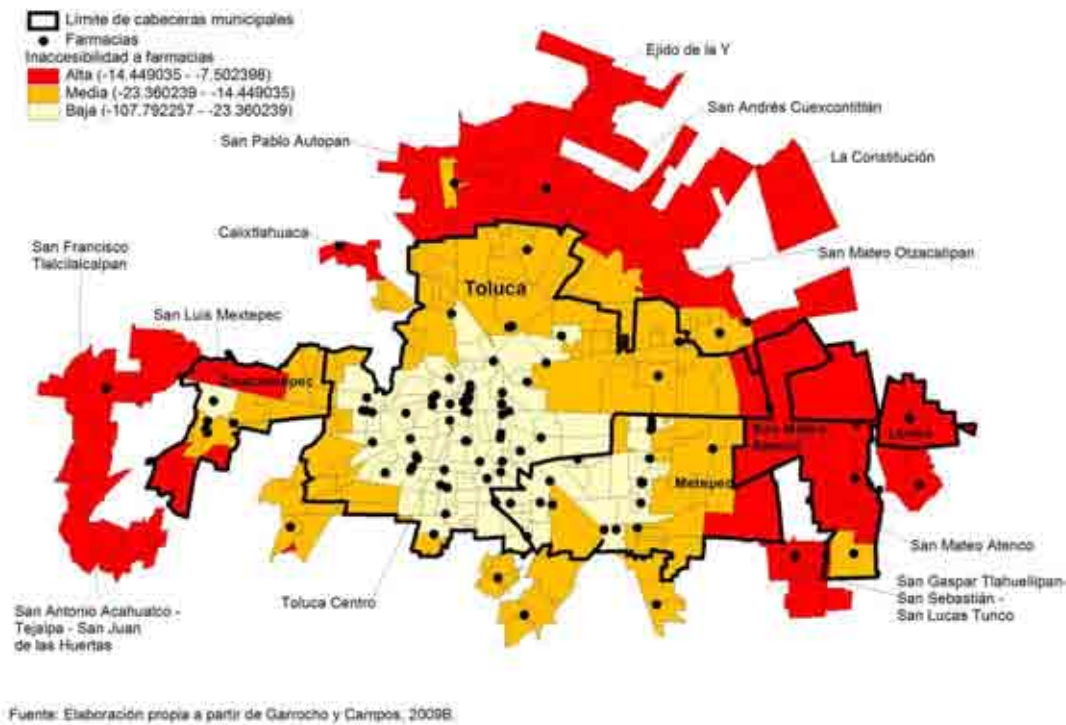 Límite de cabeceras municipales
Farmacias
Inaccesibilidad a farmacias
Alta (-14.449035 - -7.502398)
Media (-23.360239 - -14.449035)
Baja (-107.792257 - -23.360239)
Ejido de la Y
San Andrés Cuexcontitlán
San Pablo Autopan
La Constitución
Calixtlahuaca
San Francisco
Tlalcilalcalpan
San Mateo Otzacatipan
Toluca
San Luis Mextepec
Zinacantepec
Lerma
San Mateo
Atenco
Metepec
San Mateo Atenco
Toluca Centro
San Gaspar Tlahuelilpan-
San Sebastián -
San Lucas Tunco
San Antonio Acahualco -
Tejalpa - San Juan
de las Huertas
Fuente: Elaboración propia a partir de Garrocho y Campos, 2009B.